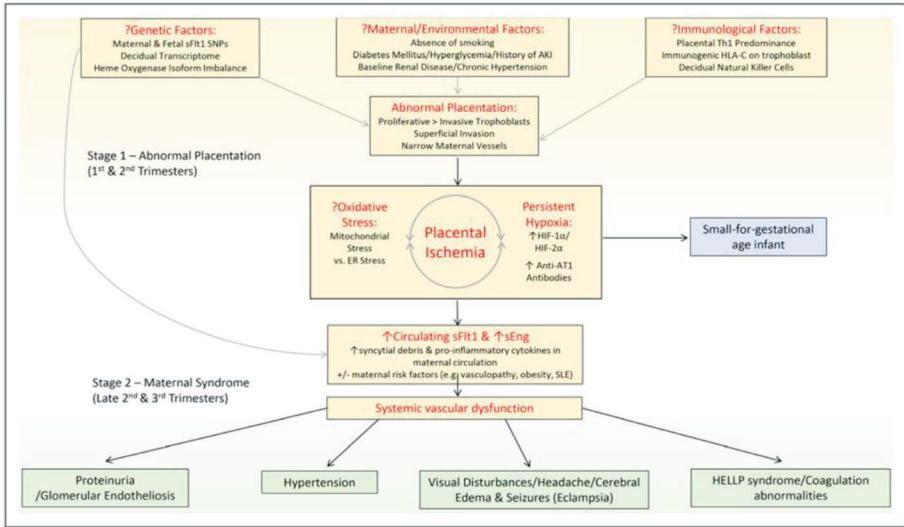 ?Genetic Factors:
Maternal & Fetal sFlt1 SNPs
Decidual Transcriptome
Heme Oxygenase Isoform Imbalance
?Maternal/Environmental Factors:
Absence of smoking
Diabetes Mellitus/Hyperglycemia/History of AKI
Baseline Renal Disease/Chronic Hypertension
?Immunological Factors:
Placental Th1 Predominance
Immunogenic HLA-C on trophoblast
Decidual Natural Killer Cells
Abnormal Placentation:
Proliferative > Invasive Trophoblasts
Superficial Invasion
Narrow Maternal Vessels
Stage 1 – Abnormal Placentation
(1st & 2nd Trimesters)
?Oxidative
Stress:
Mitochondrial
Stress
vs. ER Stress
Placental
Ischemia
Persistent
Hypoxia:
↑HIF-1α/
HIF-2α
↑ Anti-AT1
Antibodies
Small-for-gestational
age infant
↑Circulating sFlt1 & ↑sEng
↑syncytial debris & pro-inflammatory cytokines in
maternal circulation
+/- maternal risk factors (e.g. vasculopathy, obesity, SLE)
Stage 2 – Maternal Syndrome
(Late 2nd & 3rd Trimesters)
Systemic vascular dysfunction
Proteinuria
/Glomerular Endotheliosis
Hypertension
Visual Disturbances/Headache/Cerebral
Edema & Seizures (Eclampsia)
HELLP syndrome/Coagulation
abnormalities